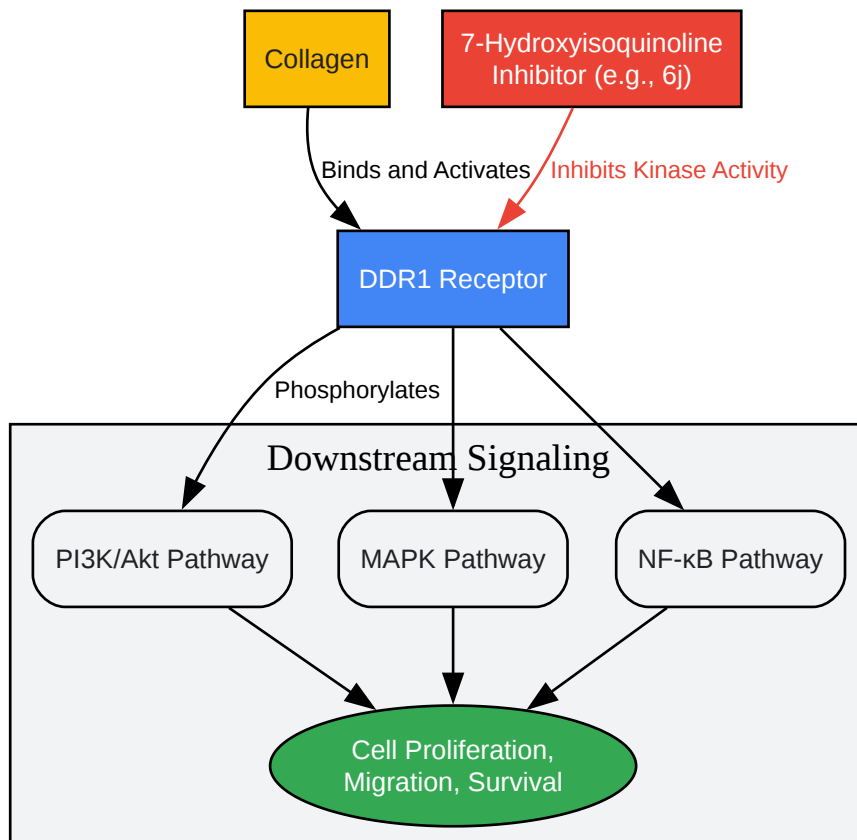 Collagen
7-Hydroxyisoquinoline
Inhibitor (e.g., 6j)
Binds and Activates
Inhibits Kinase Activity
DDR1 Receptor
Phosphorylates
Downstream Signaling
PI3K/Akt Pathway
MAPK Pathway
NF-κB Pathway
Cell Proliferation,
Migration, Survival